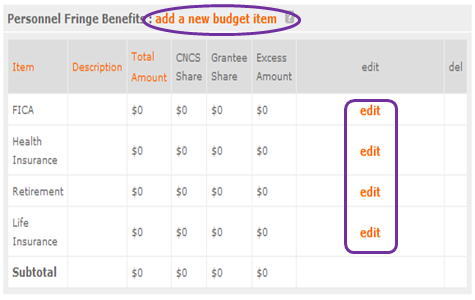 Personnel Fringe Benefits : add a new budget item ?
Item Description Total Amount CNCS Share Grantee Share Excess Amount edit del
FICA $0 $0 $0 $0 edit
Health Insurance $0 $0 $0 $0 edit
Retirement $0 $0 $0 $0 edit
Life Insurance $0 $0 $0 $0 edit
Subtotal $0 $0 $0 $0